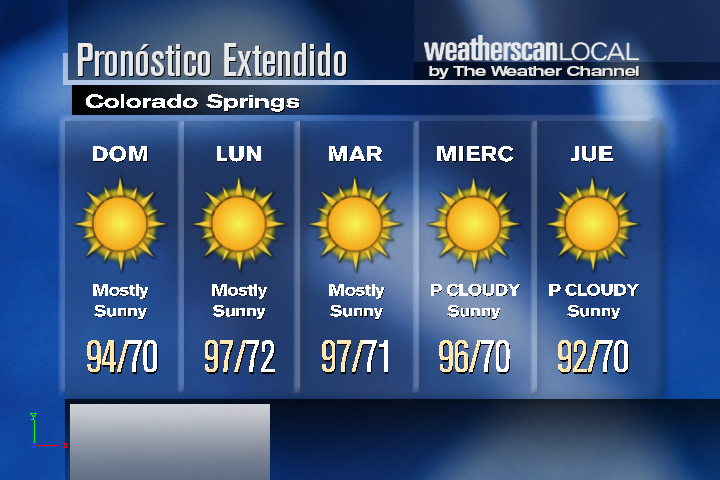 Pronóstico Extendido
weatherscanLOCAL
by The Weather Channel
Colorado Springs
DOM LUN MAR MIERC JUE
Mostly Mostly Mostly P CLOUDY P CLOUDY
Sunny Sunny Sunny Sunny Sunny
94/70 97/72 97/71 96/70 92/70
y
x